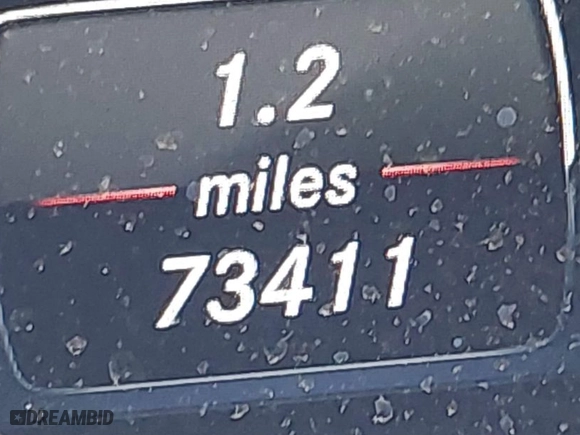 1.2
miles
73411
DREAMBID